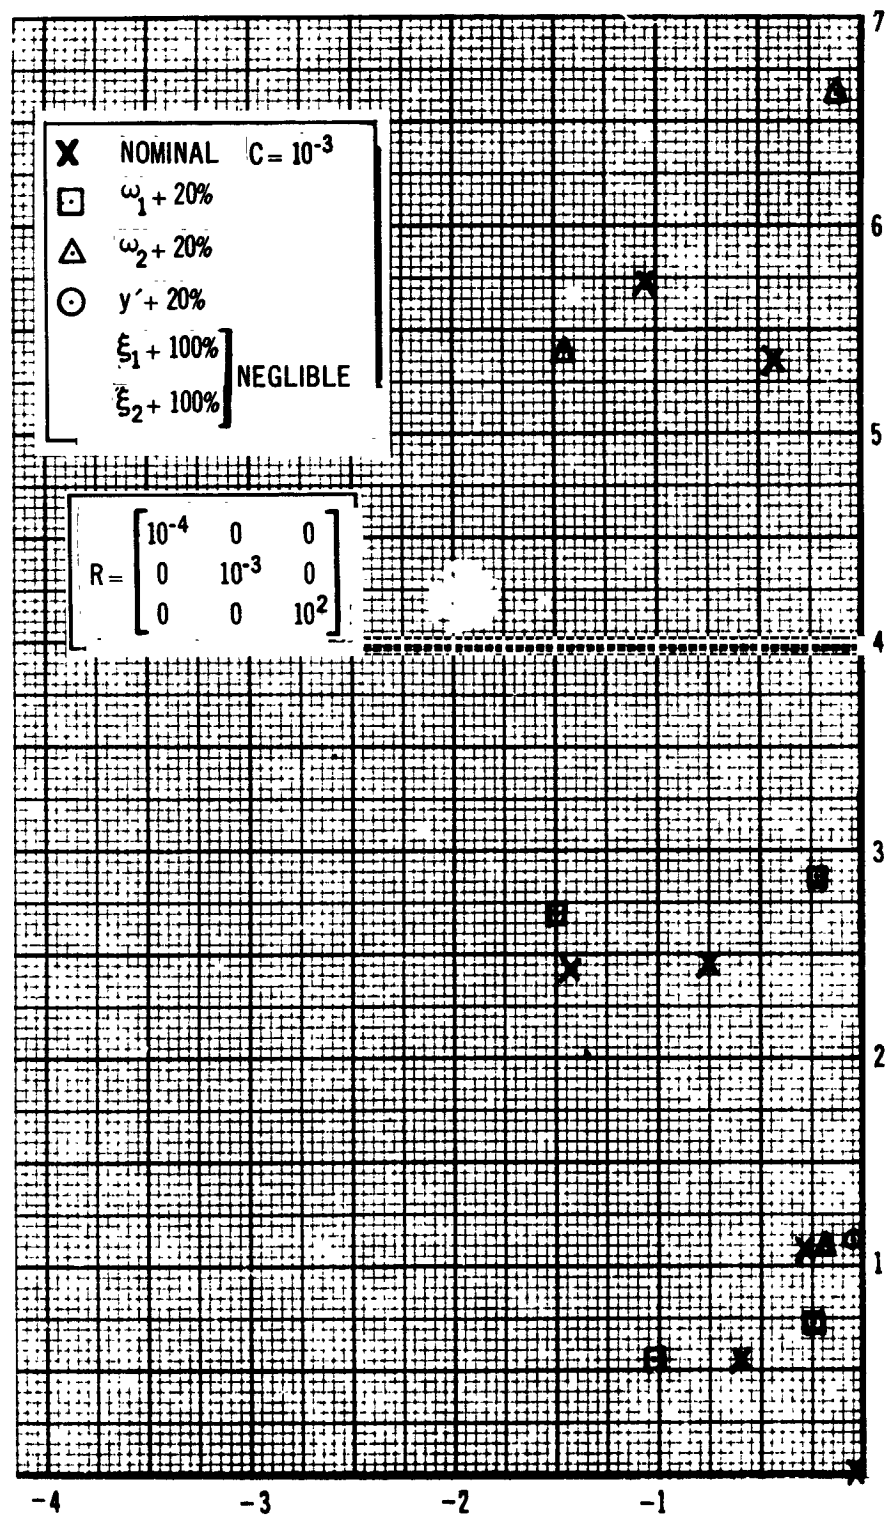 7
X NOMINAL C = 10⁻³
⊡ ω₁ + 20%
△ ω₂ + 20%
⊙ y′ + 20%
ξ₁ + 100%
ξ₂ + 100%
] NEGLIBLE
6
5
R = [10⁻⁴ 0 0
0 10⁻³ 0
0 0 10²]
4
3
2
1
-4 -3 -2 -1